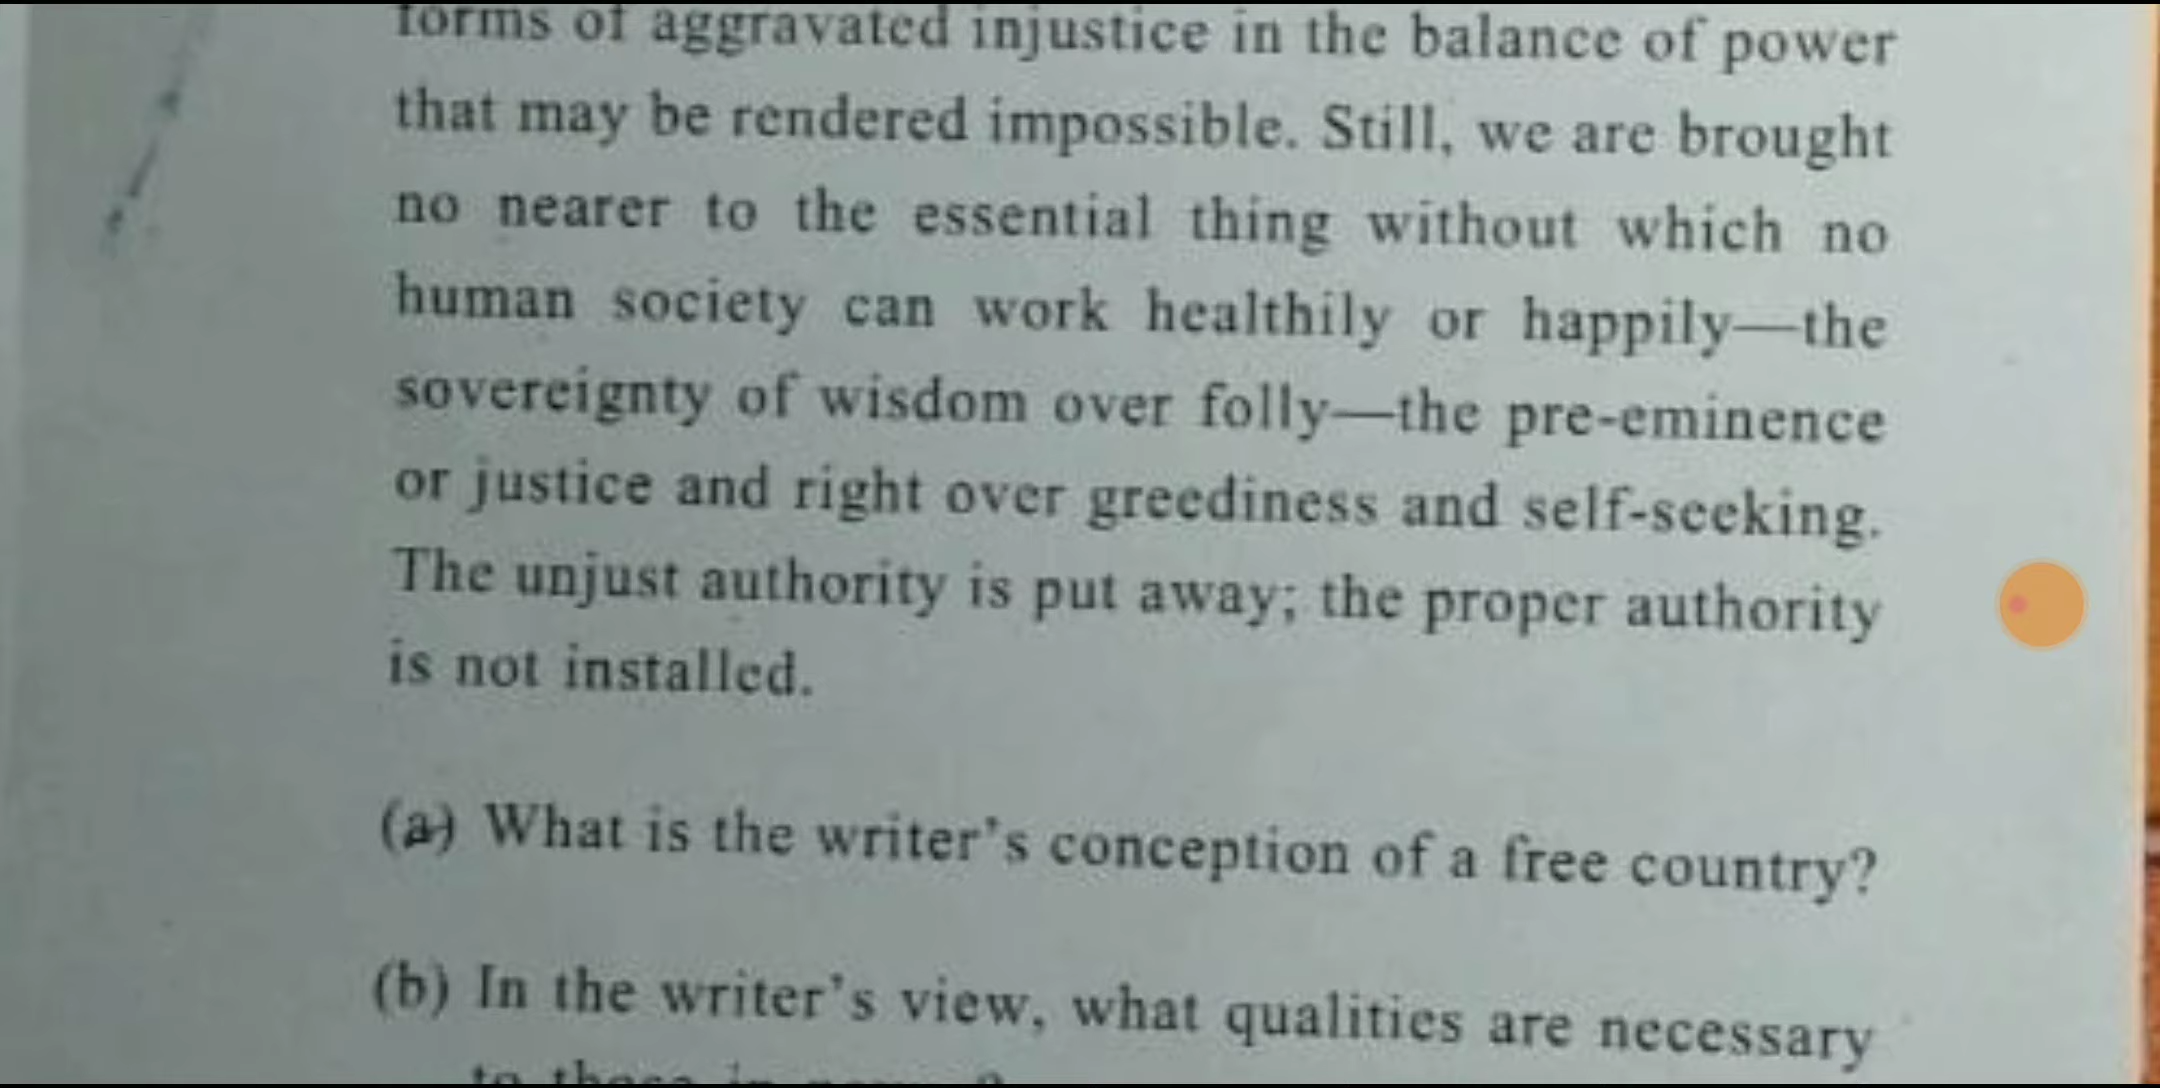 forms of aggravated injustice in the balance of power
that may be rendered impossible. Still, we are brought
no nearer to the essential thing without which no
human society can work healthily or happily—the
sovereignty of wisdom over folly—the pre-eminence
or justice and right over greediness and self-seeking.
The unjust authority is put away; the proper authority
is not installed.
(a) What is the writer's conception of a free country?
(b) In the writer's view, what qualities are necessary
to those in